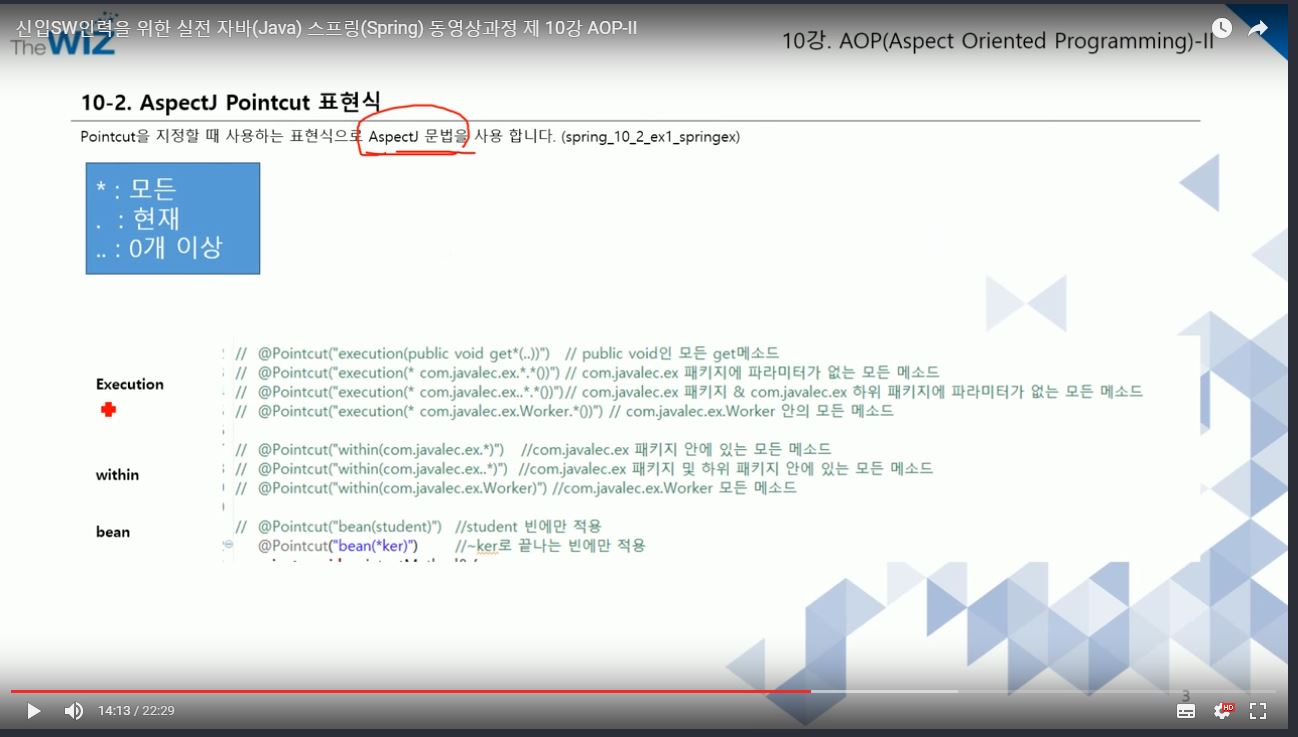 신입SW인력을 위한 실전 자바(Java) 스프링(Spring) 동영상과정 제 10강 AOP-II
The WIZ
10강. AOP(Aspect Oriented Programming)-II
10-2. AspectJ Pointcut 표현식
Pointcut을 지정할 때 사용하는 표현식으로 AspectJ 문법을 사용 합니다. (spring_10_2_ex1_springex)
* : 모든
. : 현재
.. : 0개 이상
Execution
// @Pointcut("execution(public void get*(..))") // public void인 모든 get메소드
// @Pointcut("execution(* com.javalec.ex.*.*())") // com.javalec.ex 패키지에 파라미터가 없는 모든 메소드
// @Pointcut("execution(* com.javalec.ex..*.*())") // com.javalec.ex 패키지 & com.javalec.ex 하위 패키지에 파라미터가 없는 모든 메소드
// @Pointcut("execution(* com.javalec.ex.Worker.*())") // com.javalec.ex.Worker 안의 모든 메소드
within
// @Pointcut("within(com.javalec.ex.*)") //com.javalec.ex 패키지 안에 있는 모든 메소드
// @Pointcut("within(com.javalec.ex..*)") //com.javalec.ex 패키지 및 하위 패키지 안에 있는 모든 메소드
// @Pointcut("within(com.javalec.ex.Worker)") //com.javalec.ex.Worker 모든 메소드
bean
// @Pointcut("bean(student)") //student 빈에만 적용
@Pointcut("bean(*ker)") //~ker로 끝나는 빈에만 적용
3
14:13 / 22:29
HD